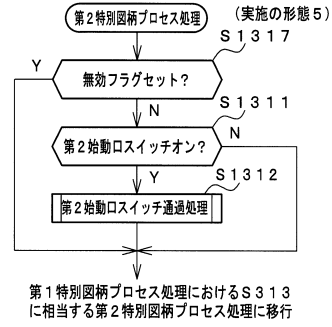 第2特別図柄プロセス処理
(実施の形態5)
S1317
Y
無効フラグセット?
N
S1311
第2始動口スイッチオン?
N
Y
S1312
第2始動口スイッチ通過処理
第1特別図柄プロセス処理におけるS313
に相当する第2特別図柄プロセス処理に移行